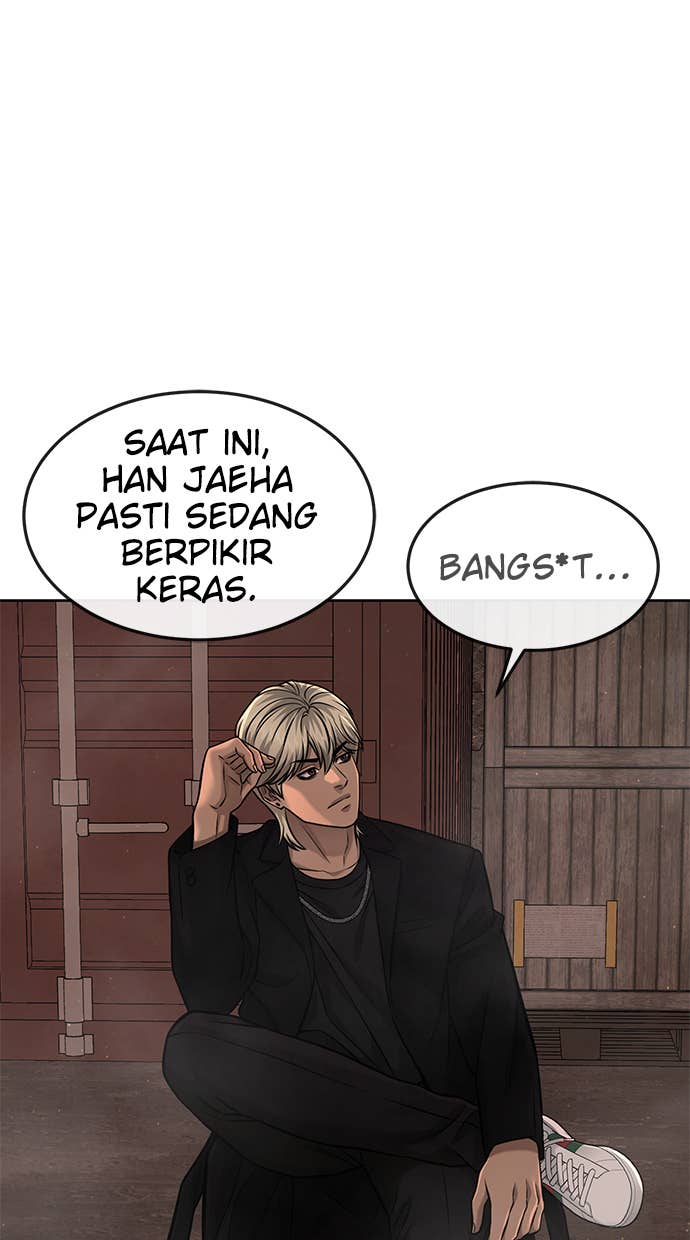 SAAT INI,
HAN JAEHA
PASTI SEDANG
BERPIKIR
KERAS.
BANGS*T...